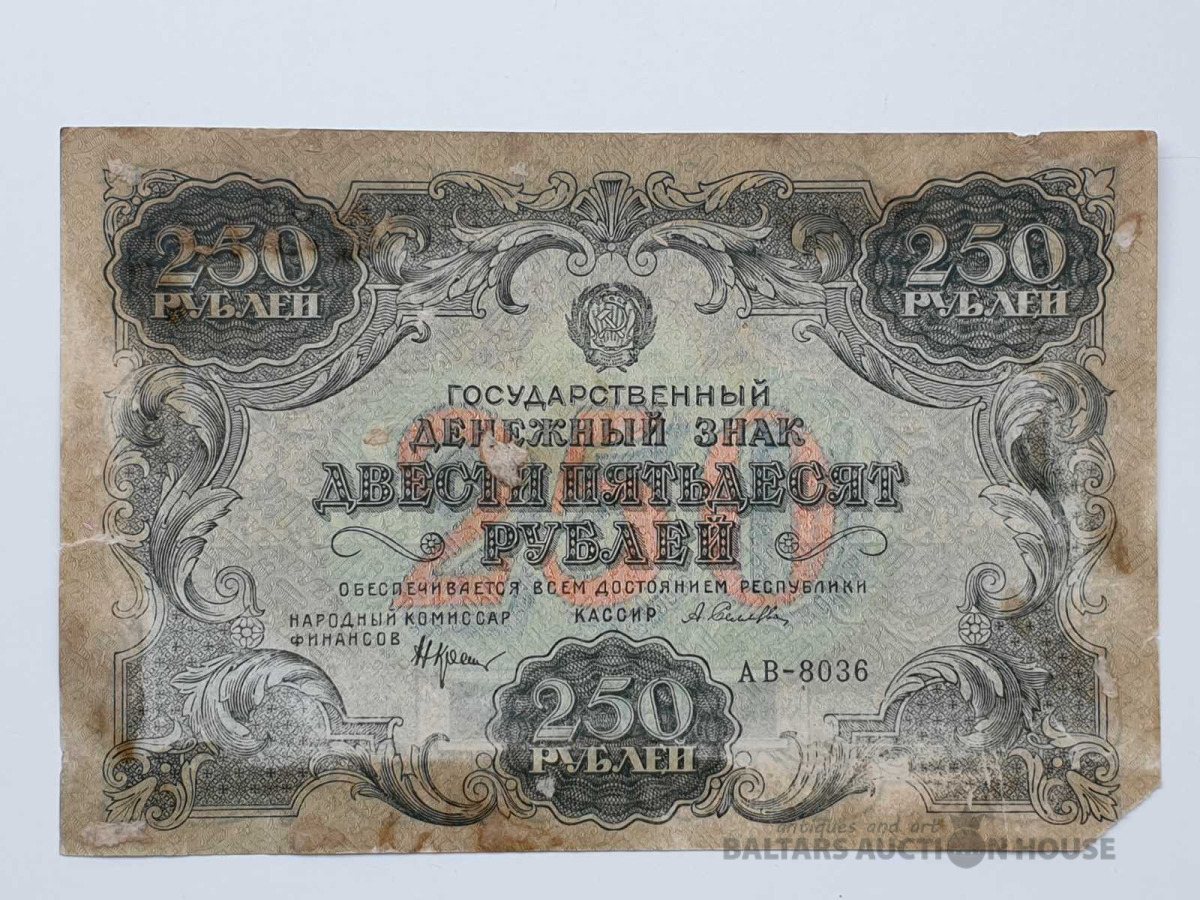 250
РУБЛЕЙ
250
РУБЛЕЙ
ГОСУДАРСТВЕННЫЙ
ДЕНЕЖНЫЙ ЗНАК
ДВЕСТИ ПЯТЬДЕСЯТ
РУБЛЕЙ
250
ОБЕСПЕЧИВАЕТСЯ ВСЕМ ДОСТОЯНИЕМ РЕСПУБЛИКИ
НАРОДНЫЙ КОМИССАР
ФИНАНСОВ
КАССИР
АВ-8036
250
РУБЛЕЙ
antiques and art
BALTARS AUCTION HOUSE